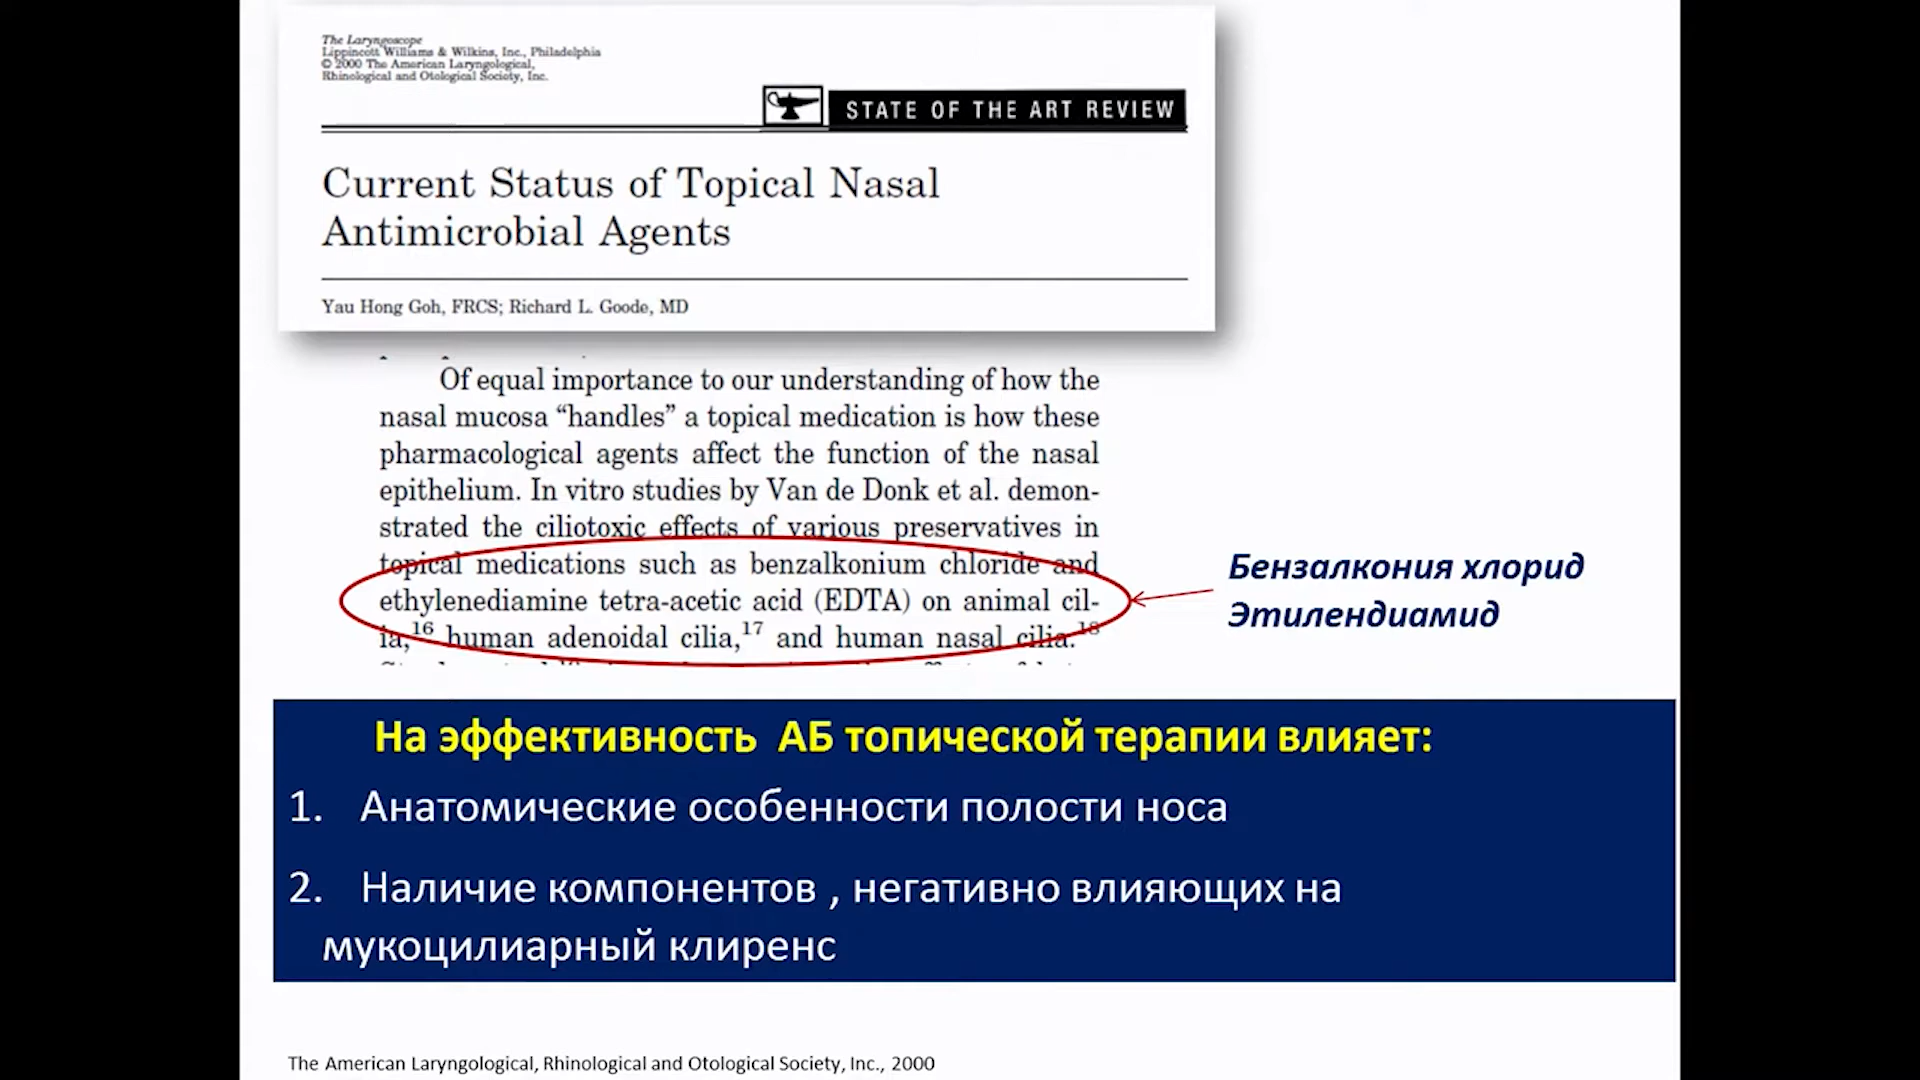 The Laryngoscope
Lippincott Williams & Wilkins, Inc., Philadelphia
© 2000 The American Laryngological,
Rhinological and Otological Society, Inc.
STATE OF THE ART REVIEW
Current Status of Topical Nasal
Antimicrobial Agents
Yau Hong Goh, FRCS; Richard L. Goode, MD
Of equal importance to our understanding of how the
nasal mucosa “handles” a topical medication is how these
pharmacological agents affect the function of the nasal
epithelium. In vitro studies by Van de Donk et al. demon-
strated the ciliotoxic effects of various preservatives in
topical medications such as benzalkonium chloride and
ethylenediamine tetra-acetic acid (EDTA) on animal cil-
ia,16 human adenoidal cilia,17 and human nasal cilia.18
Бензалкония хлорид
Этилендиамид
На эффективность АБ топической терапии влияет:
1. Анатомические особенности полости носа
2. Наличие компонентов , негативно влияющих на
мукоцилиарный клиренс
The American Laryngological, Rhinological and Otological Society, Inc., 2000